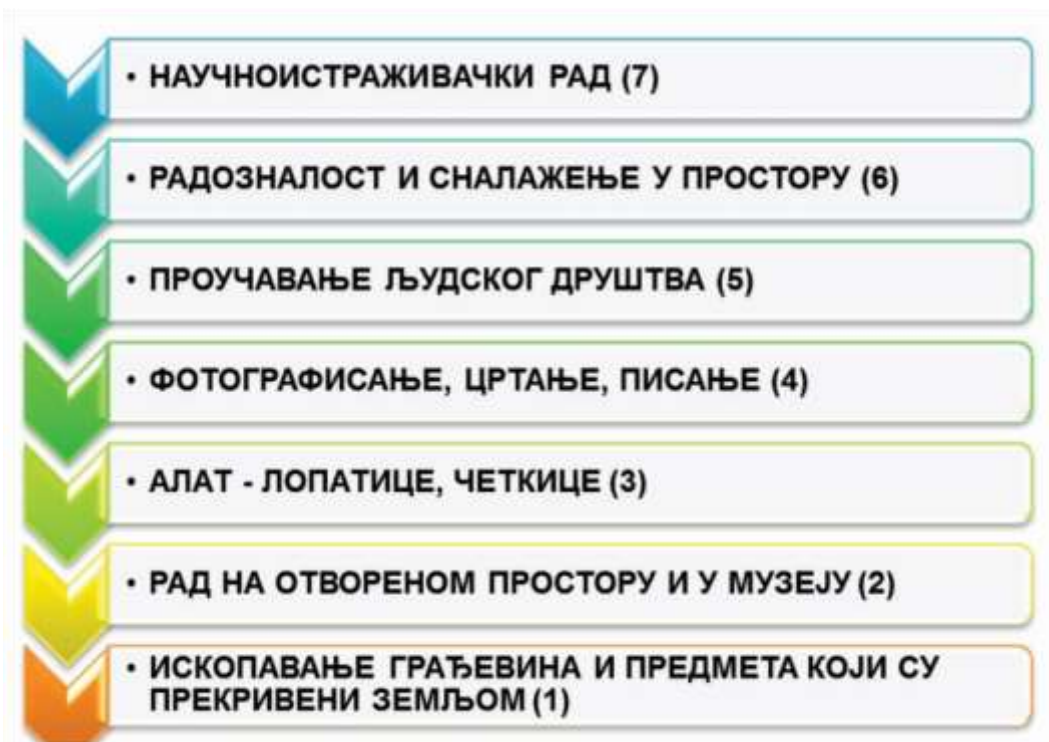 • НАУЧНОИСТРАЖИВАЧКИ РАД (7)
• РАДОЗНАЛОСТ И СНАЛАЖЕЊЕ У ПРОСТОРУ (6)
• ПРОУЧАВАЊЕ ЉУДСКОГ ДРУШТВА (5)
• ФОТОГРАФИСАЊЕ, ЦРТАЊЕ, ПИСАЊЕ (4)
• АЛАТ - ЛОПАТИЦЕ, ЧЕТКИЦЕ (3)
• РАД НА ОТВОРЕНОМ ПРОСТОРУ И У МУЗЕЈУ (2)
• ИСКОПАВАЊЕ ГРАЂЕВИНА И ПРЕДМЕТА КОЈИ СУ
ПРЕКРИВЕНИ ЗЕМЉОМ (1)